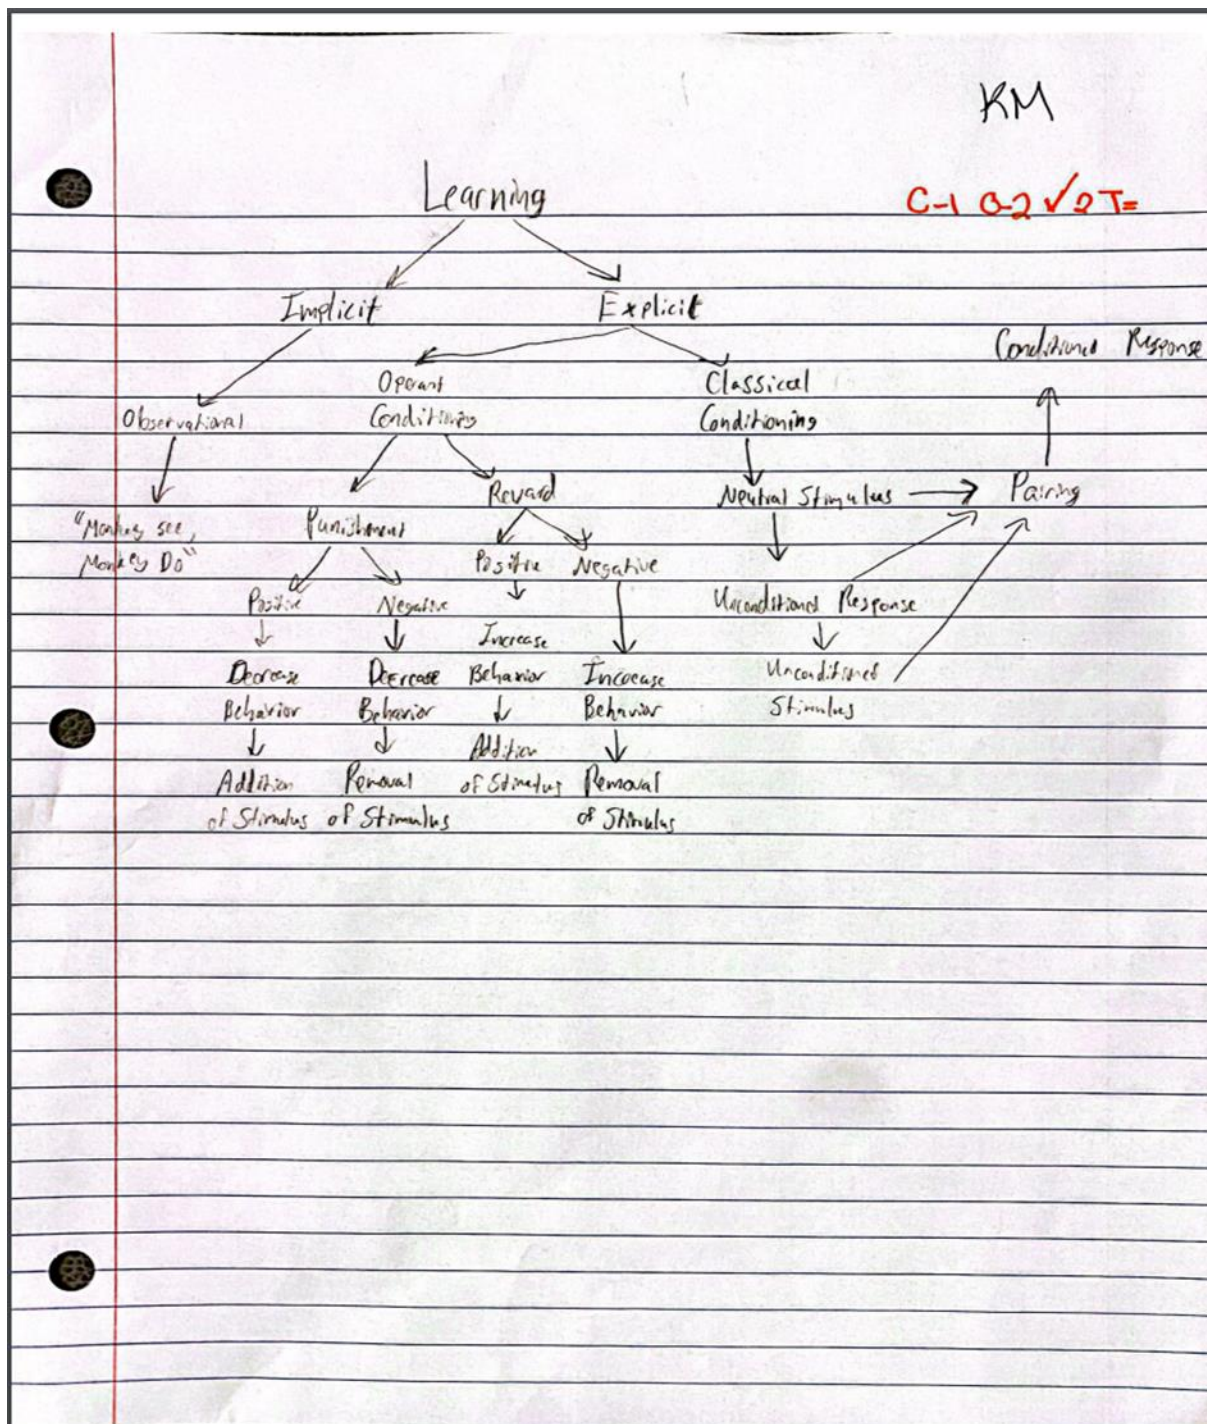 KM
C-1 O-2 ✓2 T=
Learning
Implicit Explicit
Conditioned Response
Operant Classical
Observational Conditioning Conditioning
Reward Neutral Stimulus Pairing
"Monkey see, Punishment
Monkey Do" Positive Negative
Positive Negative Unconditioned Response
Increase
Decrease Decrease Behavior Increase Unconditioned
Behavior Behavior Behavior Stimulus
Addition
Addition Removal of Stimulus Removal
of Stimulus of Stimulus of Stimulus